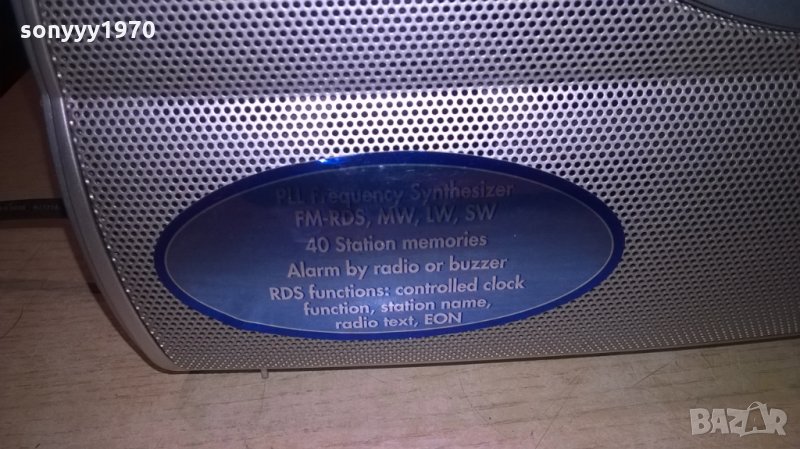 sonyyy1970
PLL Frequency Synthesizer
FM-RDS, MW, LW, SW
40 Station memories
Alarm by radio or buzzer
RDS functions: controlled clock
function, station name,
radio text, EON
BAZAR